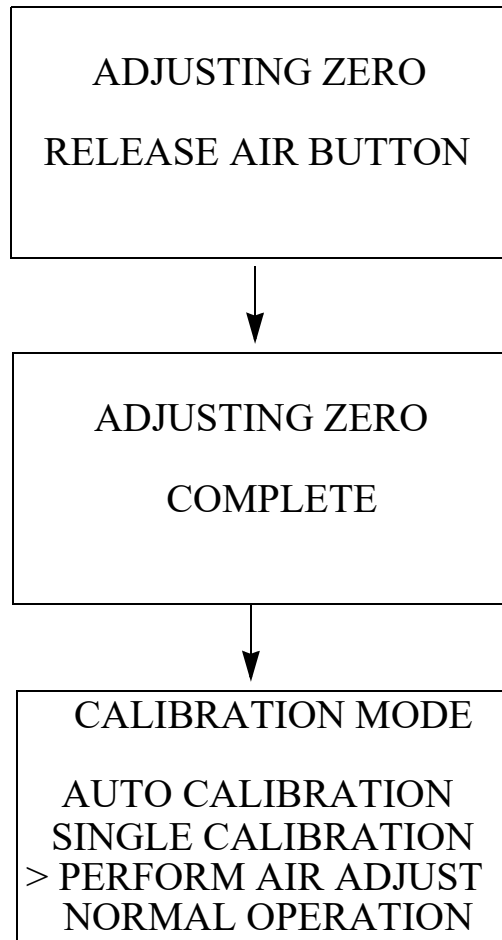 ADJUSTING ZERO
RELEASE AIR BUTTON
ADJUSTING ZERO
COMPLETE
CALIBRATION MODE
AUTO CALIBRATION
SINGLE CALIBRATION
> PERFORM AIR ADJUST
NORMAL OPERATION